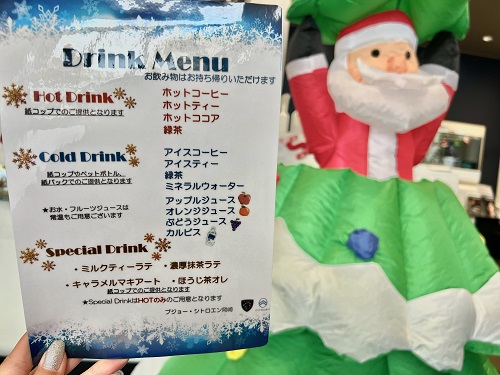 Drink Menu
お飲み物はお持ち帰りいただけます
Hot Drink
紙コップでのご提供となります
ホットコーヒー
ホットティー
ホットココア
緑茶
Cold Drink
紙コップやペットボトル、
紙パックでのご提供となります
★お水・フルーツジュースは
常温もご用意ございます
アイスコーヒー
アイスティー
緑茶
ミネラルウォーター
アップルジュース
オレンジジュース
ぶどうジュース
カルピス
Special Drink
・ミルクティーラテ ・濃厚抹茶ラテ
・キャラメルマキアート ・ほうじ茶オレ
紙コップでのご提供となります
★Special DrinkはHOTのみのご用意となります
プジョー・シトロエン岡崎